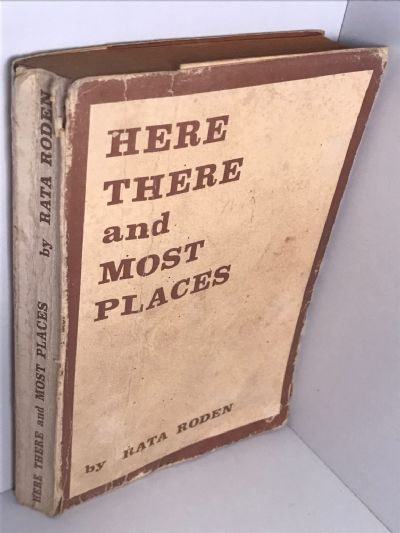 HERE
THERE
and
MOST
PLACES
by RATA RODEN
HERE THERE and MOST PLACES by RATA RODEN